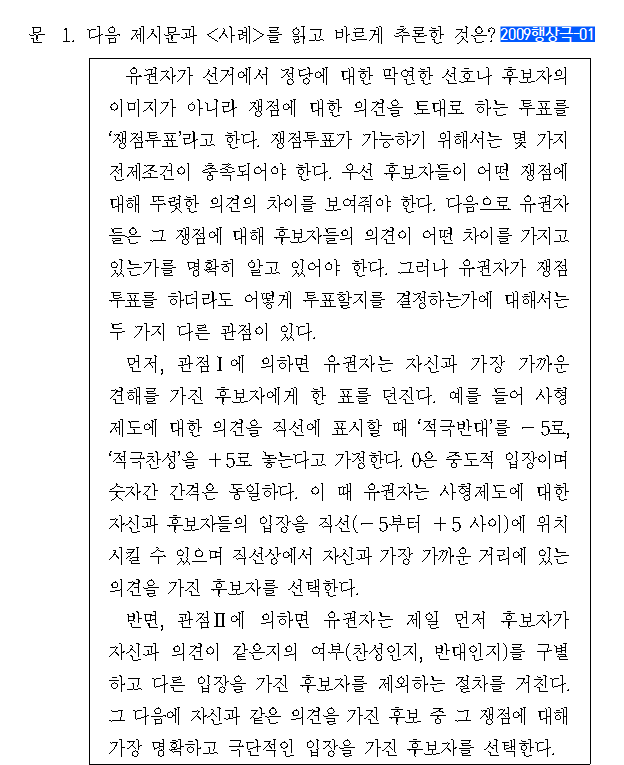 문 1. 다음 제시문과 <사례>를 읽고 바르게 추론한 것은? 2009행상극-01
유권자가 선거에서 정당에 대한 막연한 선호나 후보자의
이미지가 아니라 쟁점에 대한 의견을 토대로 하는 투표를
‘쟁점투표’라고 한다. 쟁점투표가 가능하기 위해서는 몇 가지
전제조건이 충족되어야 한다. 우선 후보자들이 어떤 쟁점에
대해 뚜렷한 의견의 차이를 보여줘야 한다. 다음으로 유권자
들은 그 쟁점에 대해 후보자들의 의견이 어떤 차이를 가지고
있는가를 명확히 알고 있어야 한다. 그러나 유권자가 쟁점
투표를 하더라도 어떻게 투표할지를 결정하는가에 대해서는
두 가지 다른 관점이 있다.
먼저, 관점Ⅰ에 의하면 유권자는 자신과 가장 가까운
견해를 가진 후보자에게 한 표를 던진다. 예를 들어 사형
제도에 대한 의견을 직선에 표시할 때 ‘적극반대’를 －5로,
‘적극찬성’을 ＋5로 놓는다고 가정한다. 0은 중도적 입장이며
숫자간 간격은 동일하다. 이 때 유권자는 사형제도에 대한
자신과 후보자들의 입장을 직선(－5부터 ＋5 사이)에 위치
시킬 수 있으며 직선상에서 자신과 가장 가까운 거리에 있는
의견을 가진 후보자를 선택한다.
반면, 관점Ⅱ에 의하면 유권자는 제일 먼저 후보자가
자신과 의견이 같은지의 여부(찬성인지, 반대인지)를 구별
하고 다른 입장을 가진 후보자를 제외하는 절차를 거친다.
그 다음에 자신과 같은 의견을 가진 후보 중 그 쟁점에 대해
가장 명확하고 극단적인 입장을 가진 후보자를 선택한다.